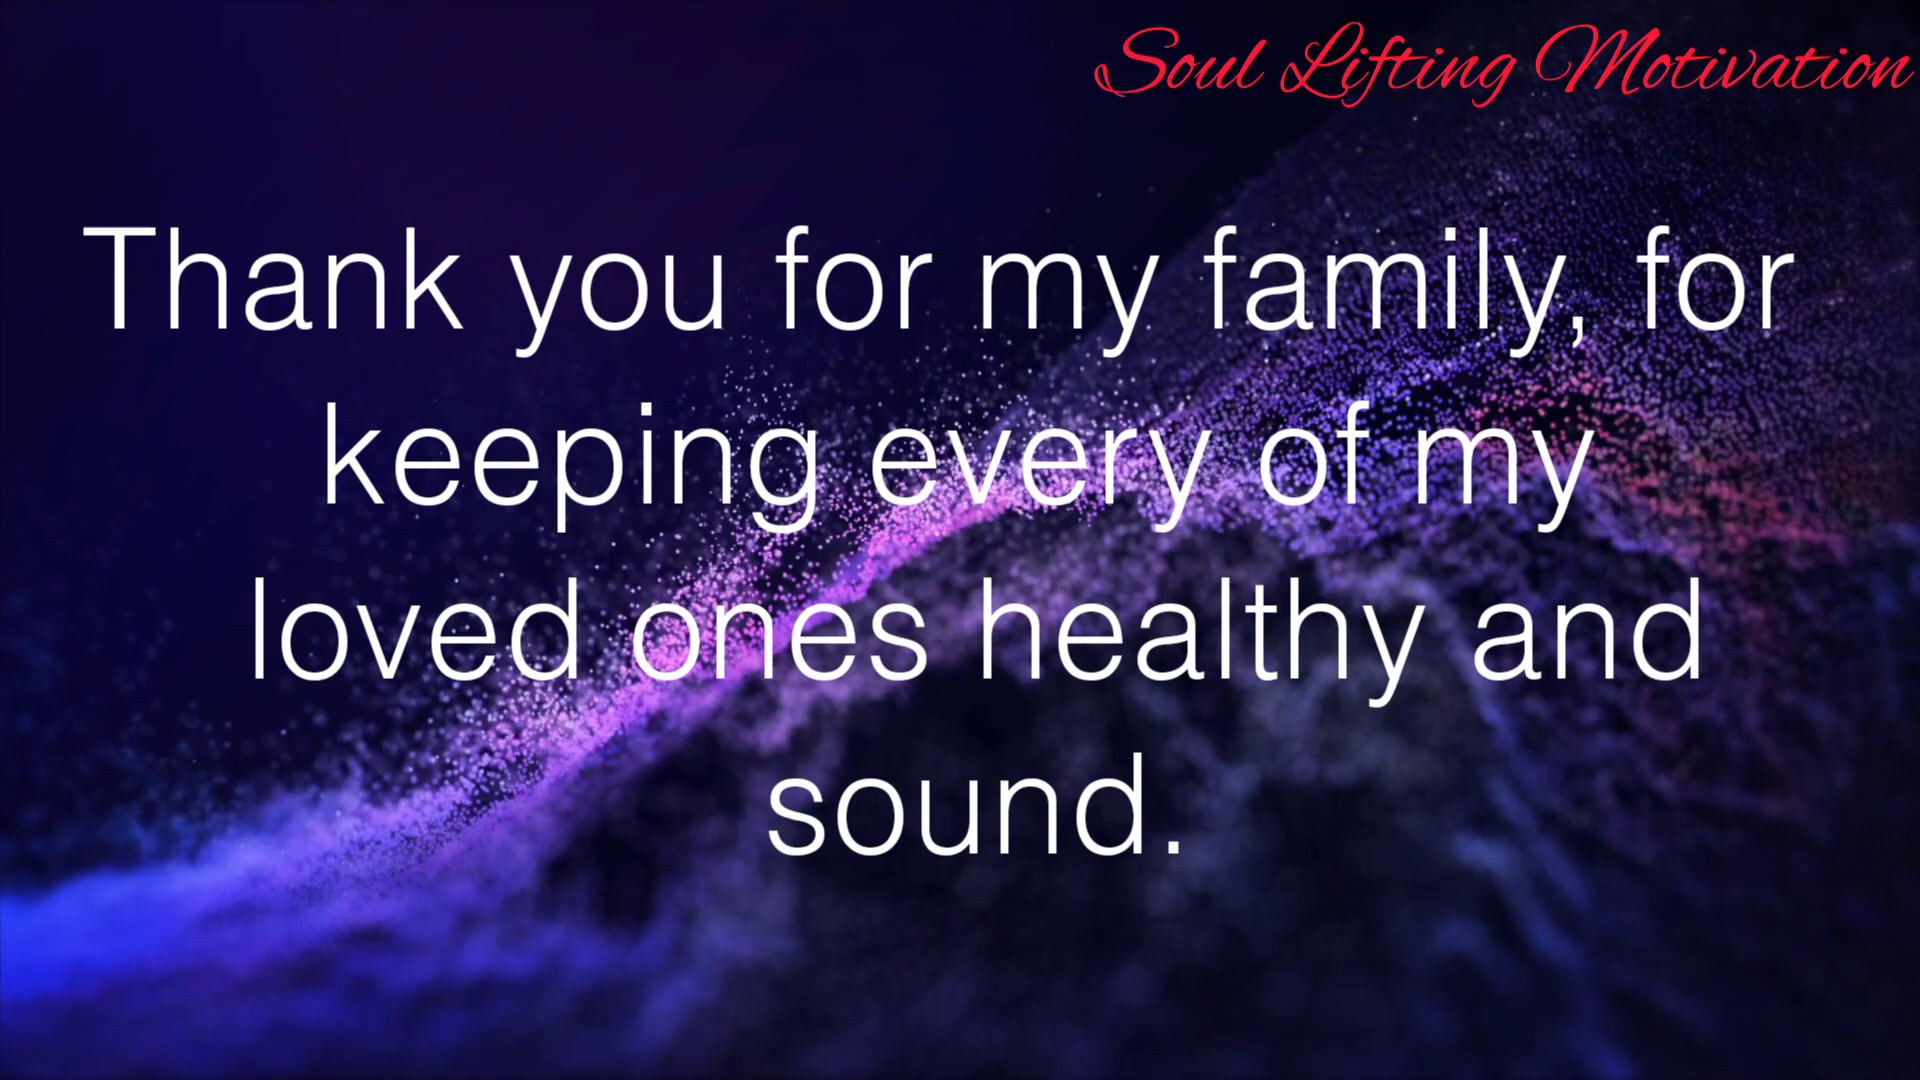 Soul Lifting Motivation
Thank you for my family, for
keeping every of my
loved ones healthy and
sound.